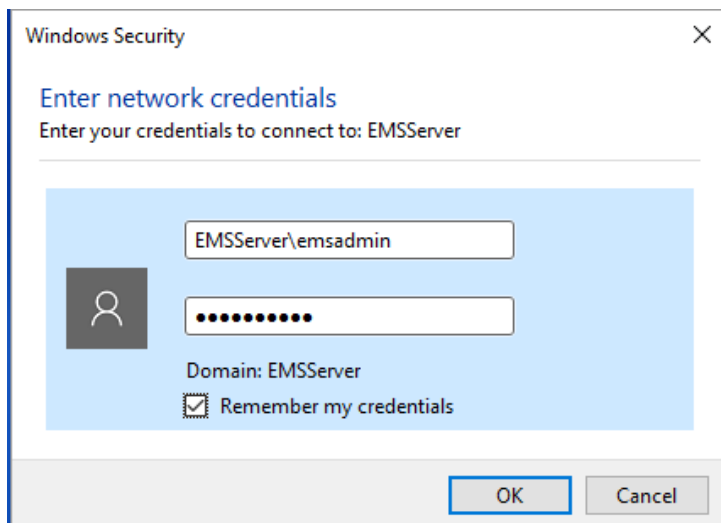 Windows Security
Enter network credentials
Enter your credentials to connect to: EMSServer
EMSServer\emsadmin
●●●●●●●●●●
Domain: EMSServer
Remember my credentials
OK
Cancel